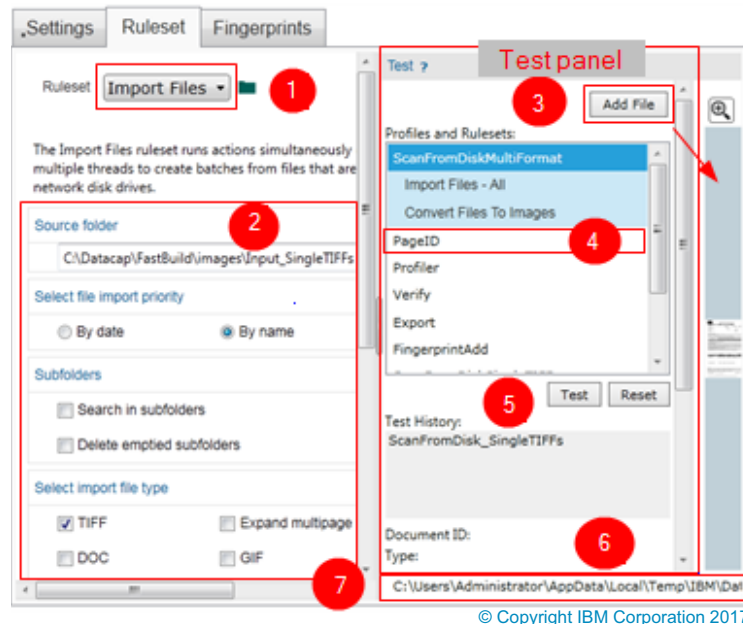 Settings Ruleset Fingerprints
Ruleset Import Files 1
The Import Files ruleset runs actions simultaneously
multiple threads to create batches from files that are
network disk drives.
Source folder 2
C:\Datacap\FastBuild\images\Input_SingleTIFFs
Select file import priority
By date By name
Subfolders
Search in subfolders
Delete emptied subfolders
Select import file type
TIFF Expand multipage
DOC GIF
7
Test ? Test panel
3 Add File
Profiles and Rulesets:
ScanFromDiskMultiFormat
Import Files - All
Convert Files To Images
PageID 4
Profiler
Verify
Export
FingerprintAdd
5 Test Reset
Test History:
ScanFromDisk_SingleTIFFs
Document ID:
Type: 6
C:\Users\Administrator\AppData\Local\Temp\IBM\Dat
© Copyright IBM Corporation 2017